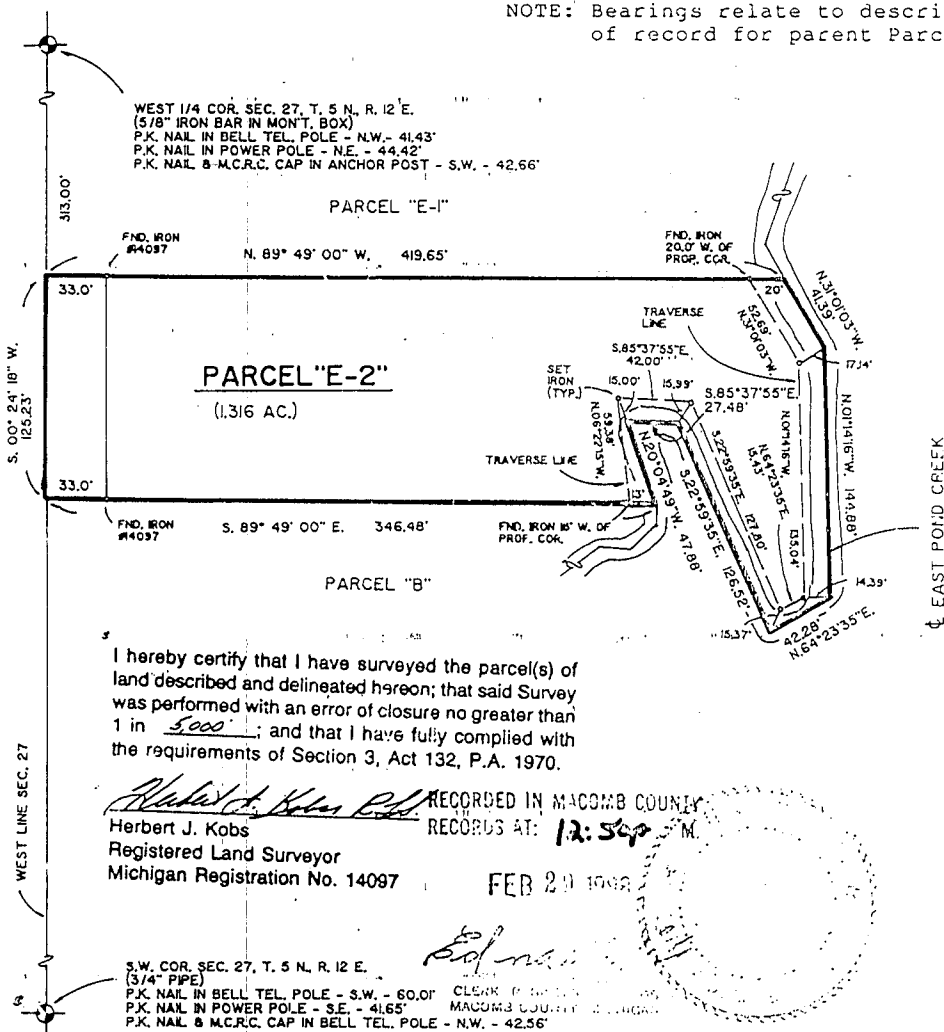 NOTE: Bearings relate to descri
of record for parent Parc
WEST 1/4 COR. SEC. 27, T. 5 N., R. 12 E.
(5/8" IRON BAR IN MON'T. BOX)
P.K. NAIL IN BELL TEL. POLE - N.W. - 41.43'
P.K. NAIL IN POWER POLE - N.E. - 44.42'
P.K. NAIL & M.C.R.C. CAP IN ANCHOR POST - S.W. - 42.66'
313.00'
PARCEL "E-1"
FND. IRON
#14097
N. 89° 49' 00" W. 419.65'
FND. IRON
20.0' W. OF
PROP. COR.
33.0'
20'
N.31°01'03"W.
41.39'
52.69'
N.31°01'03"W.
TRAVERSE
LINE
17.14'
S. 00° 24' 18" W.
125.23'
PARCEL "E-2"
(1.316 AC.)
S.85°37'55"E.
42.00'
SET
IRON
(TYP.)
15.00'
15.99'
S.85°37'55"E.
27.48'
59.38'
N.06°22'15"W.
N.20°04'49"W. 47.88'
S.22°59'35"E. 126.52'
S.22°59'35"E. 127.80'
N.64°23'35"E.
15.43'
N.01°14'16"W.
135.04'
N.01°14'16"W. 141.88'
TRAVERSE LINE
33.0'
13'
FND. IRON
#14097
S. 89° 49' 00" E. 346.48'
FND. IRON W. OF
PROP. COR.
14.39'
15.37'
42.28'
N.64°23'35"E.
℄ EAST POND CREEK
PARCEL "B"
I hereby certify that I have surveyed the parcel(s) of
land described and delineated hereon; that said Survey
was performed with an error of closure no greater than
1 in 5,000' ; and that I have fully complied with
the requirements of Section 3, Act 132, P.A. 1970.
Herbert J. Kobs R.L.S.
Herbert J. Kobs
Registered Land Surveyor
Michigan Registration No. 14097
RECORDED IN MACOMB COUNTY
RECORDS AT: M.
FEB 29
Edna
CLERK
MACOMB COUNTY
WEST LINE SEC. 27
S.W. COR. SEC. 27, T. 5 N., R. 12 E.
(3/4" PIPE)
P.K. NAIL IN BELL TEL. POLE - S.W. - 60.01'
P.K. NAIL IN POWER POLE - S.E. - 41.65'
P.K. NAIL & M.C.R.C. CAP IN BELL TEL. POLE - N.W. - 42.56'